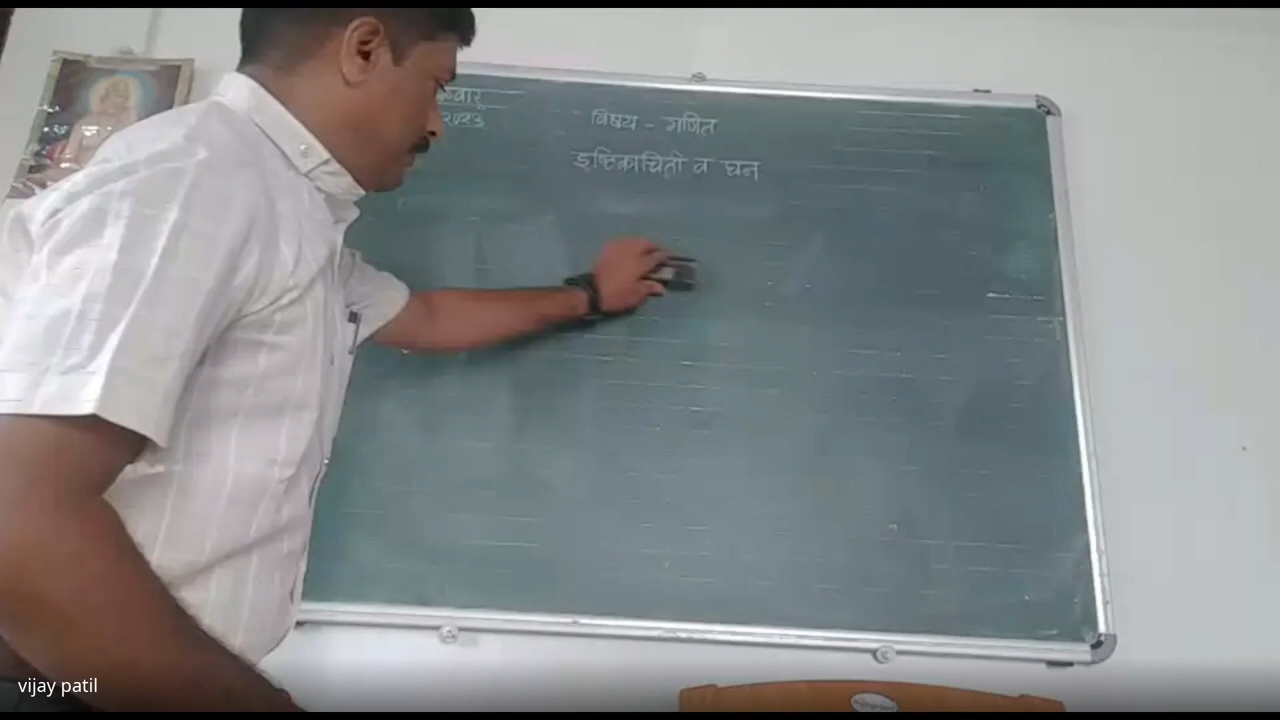 विषय - गणित
इष्टिकाचिती व घन
vijay patil